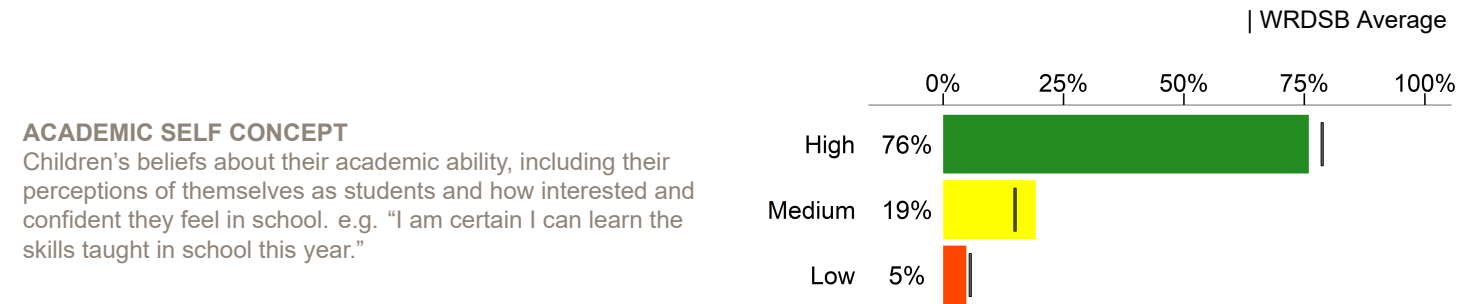 | WRDSB Average
0% 25% 50% 75% 100%
ACADEMIC SELF CONCEPT
Children’s beliefs about their academic ability, including their
perceptions of themselves as students and how interested and
confident they feel in school. e.g. “I am certain I can learn the
skills taught in school this year.”
High 76%
Medium 19%
Low 5%